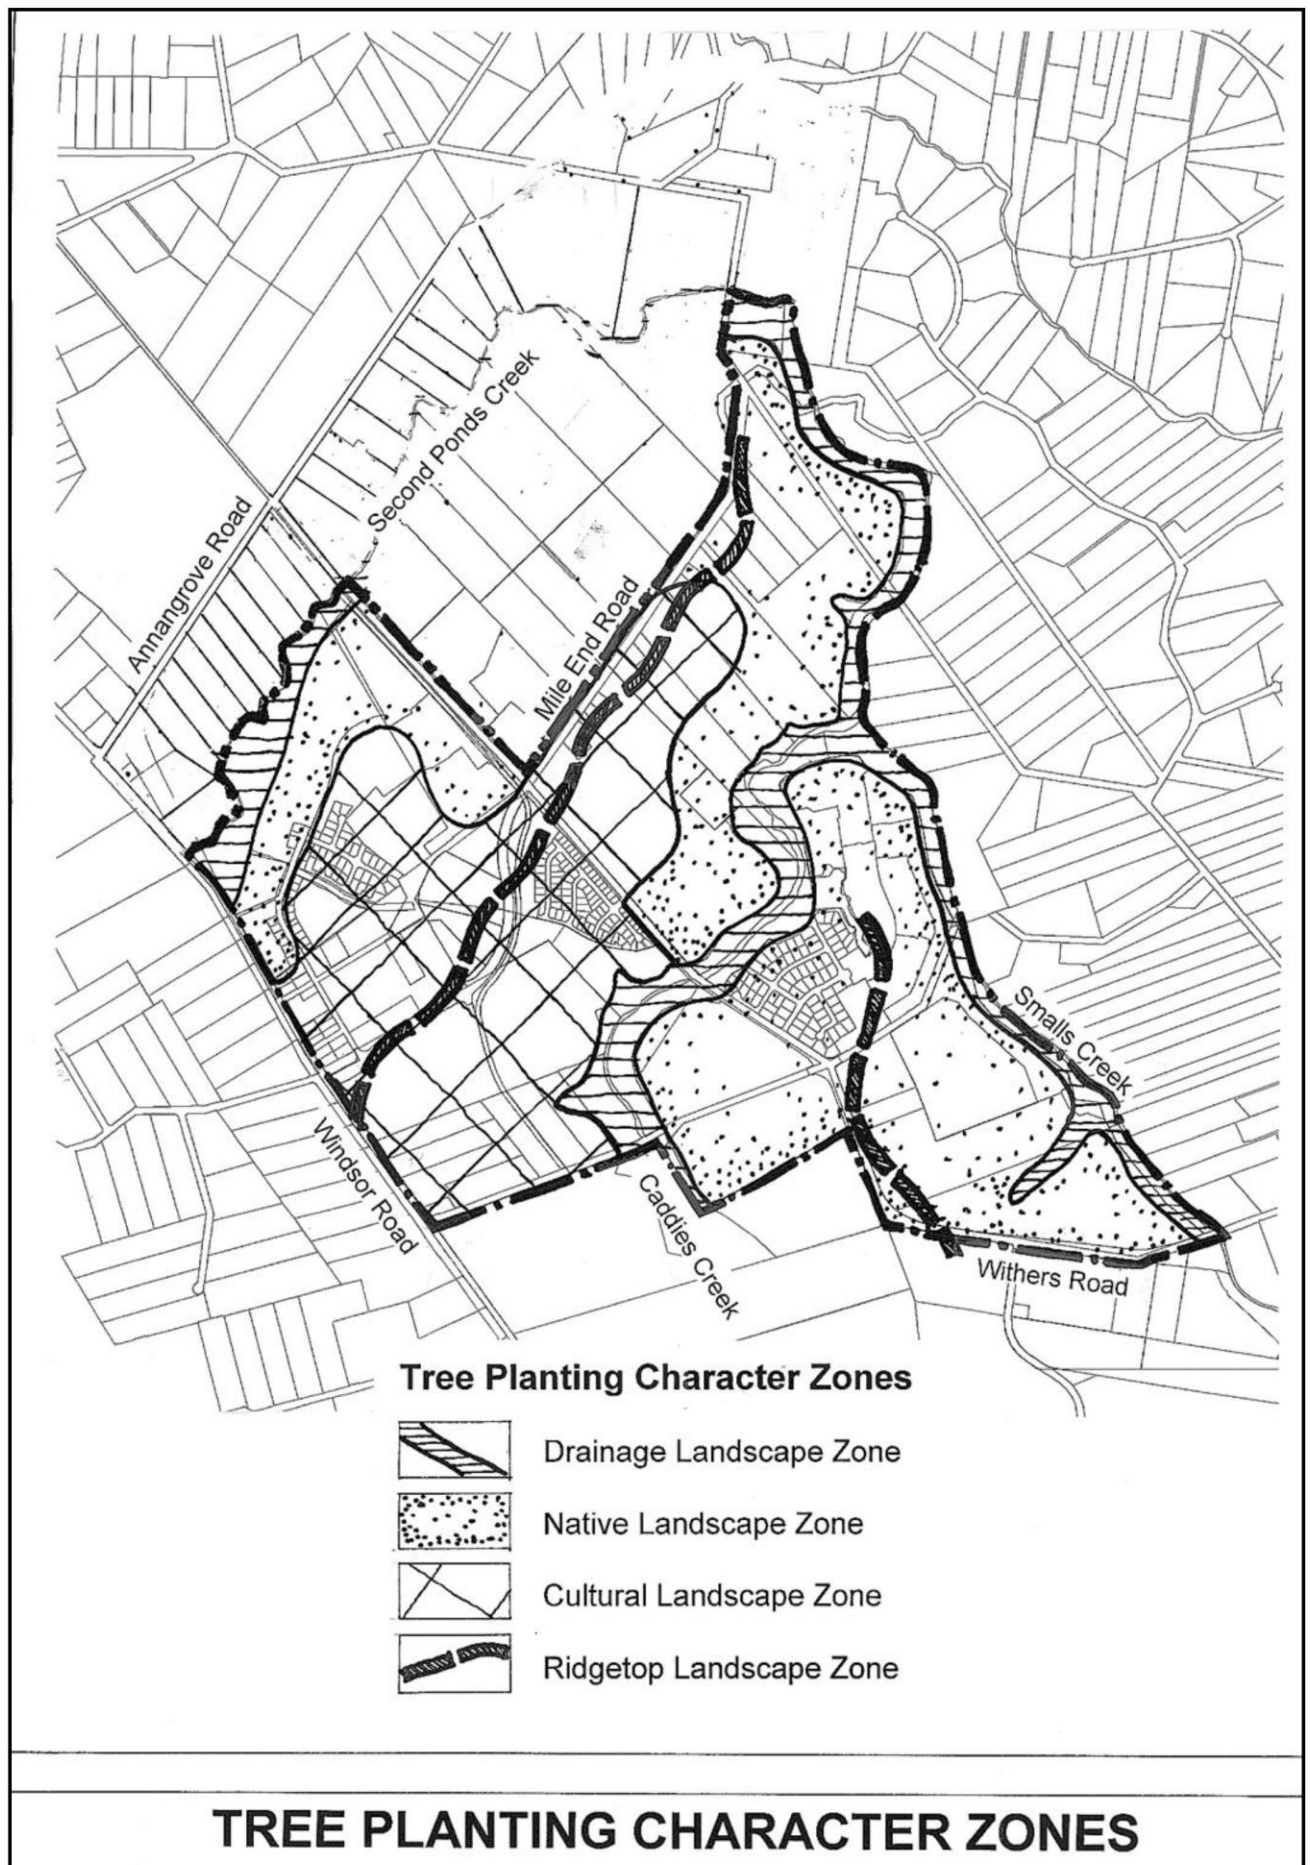 Second Ponds Creek
Annangrove Road
Mile End Road
Smalls Creek
Windsor Road
Caddies Creek
Withers Road
Tree Planting Character Zones
Drainage Landscape Zone
Native Landscape Zone
Cultural Landscape Zone
Ridgetop Landscape Zone
TREE PLANTING CHARACTER ZONES